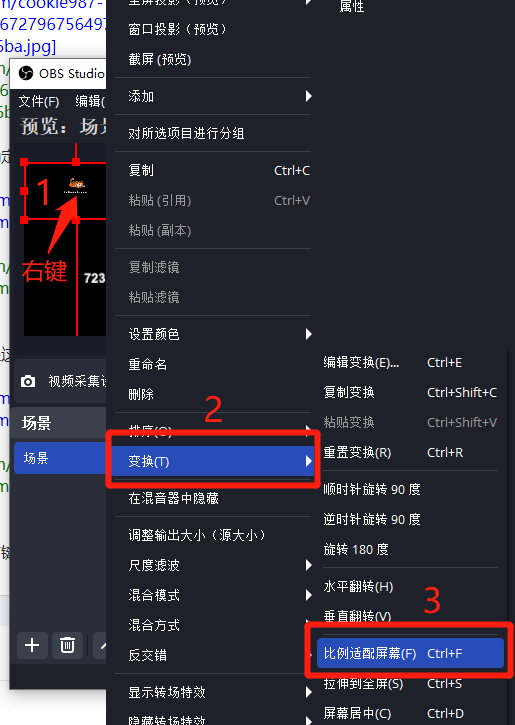 m/cookie987-
672796756497
5ba.jpg]
OBS Studio
文件(F) 编辑(
预览：场景
1
右键
723
视频采集设
场景
场景
窗口投影（预览）
截屏 (预览)
添加
对所选项目进行分组
复制 Ctrl+C
粘贴 (引用) Ctrl+V
粘贴 (副本)
复制滤镜
粘贴滤镜
设置颜色
重命名
删除
2
排序(O)
变换(T)
在混音器中隐藏
调整输出大小（源大小）
尺度滤波
混合模式
混合方式
反交错
显示转场特效
隐藏转场特效
属性
编辑变换(E)... Ctrl+E
复制变换 Ctrl+Shift+C
粘贴变换 Ctrl+Shift+V
重置变换(R) Ctrl+R
顺时针旋转 90 度
逆时针旋转 90 度
旋转 180 度
水平翻转(H)
垂直翻转(V)
3
比例适配屏幕(F) Ctrl+F
拉伸到全屏(S) Ctrl+S
屏幕居中(C) Ctrl+D